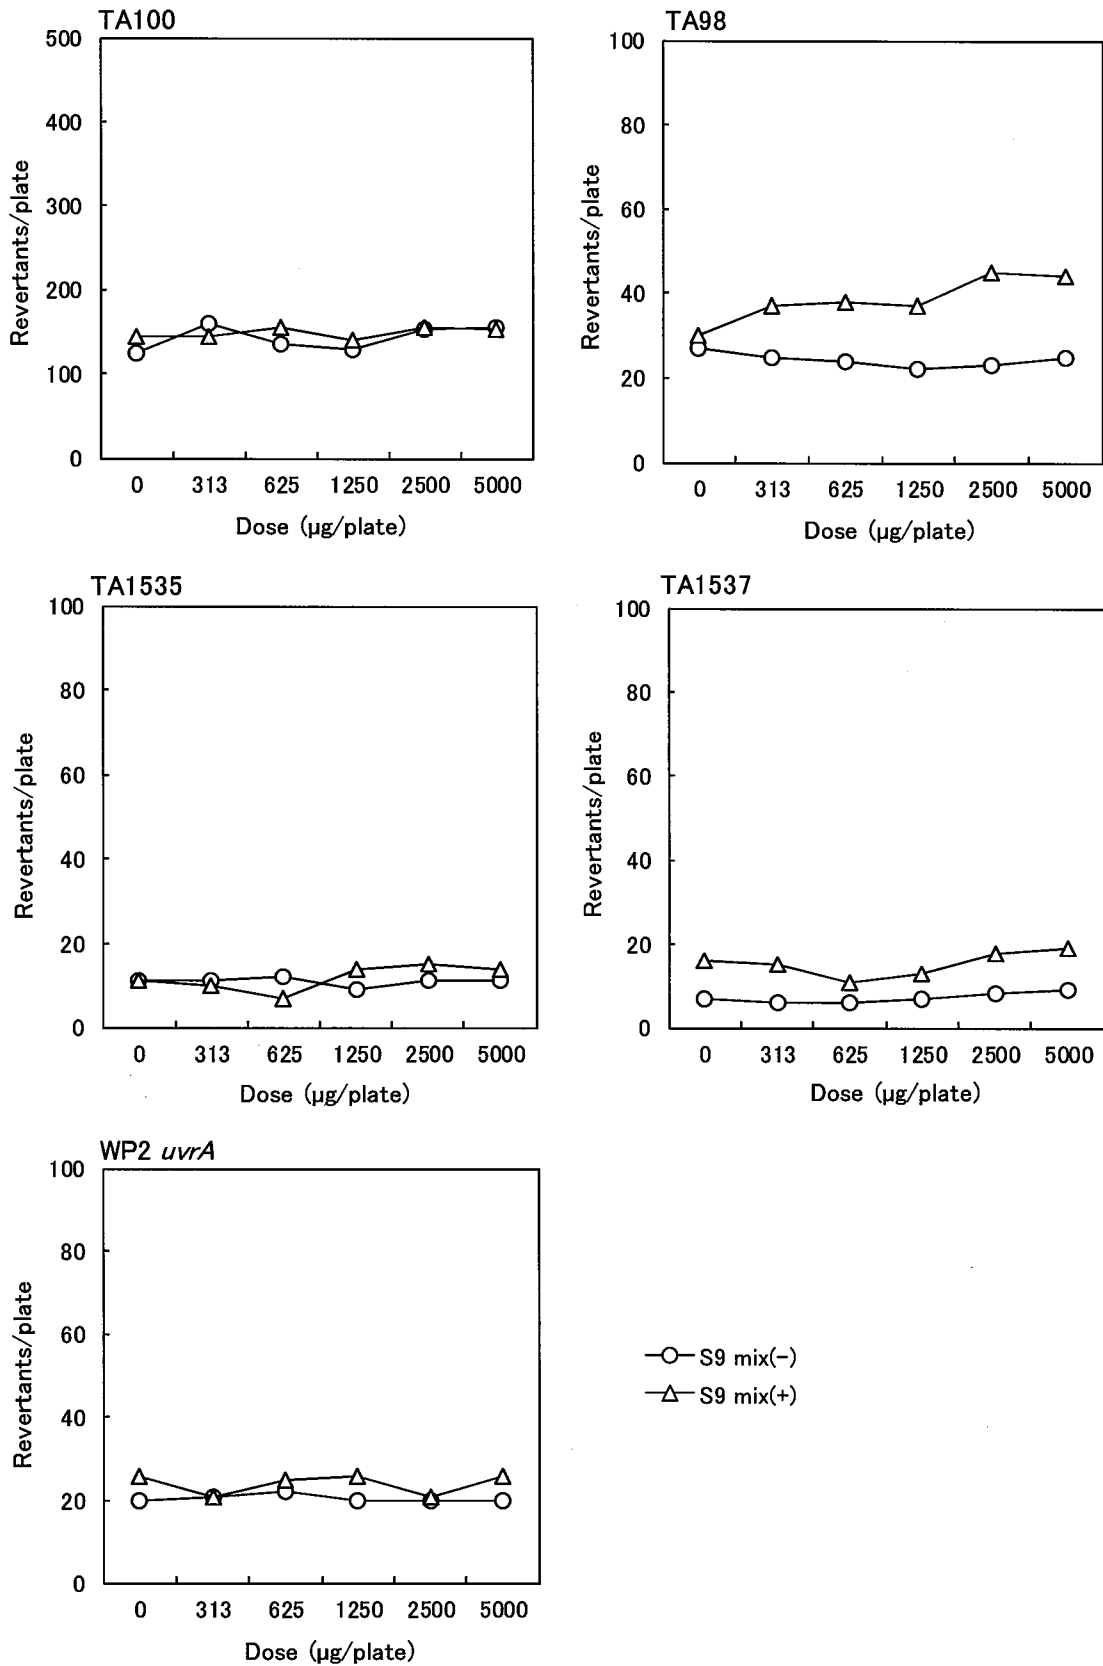 TA100
500
400
300
200
100
0
Revertants/plate
0 313 625 1250 2500 5000
Dose (µg/plate)
TA98
100
80
60
40
20
0
Revertants/plate
0 313 625 1250 2500 5000
Dose (µg/plate)
TA1535
100
80
60
40
20
0
Revertants/plate
0 313 625 1250 2500 5000
Dose (µg/plate)
TA1537
100
80
60
40
20
0
Revertants/plate
0 313 625 1250 2500 5000
Dose (µg/plate)
WP2 uvrA
100
80
60
40
20
0
Revertants/plate
0 313 625 1250 2500 5000
Dose (µg/plate)
S9 mix(-)
S9 mix(+)